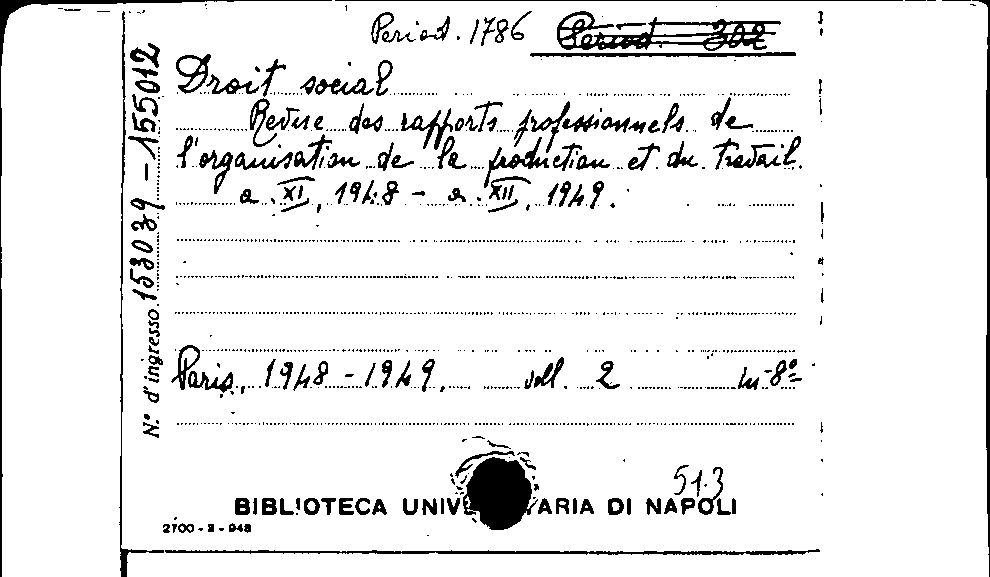 Period. 1786 Period. 302
Droit social
Revue des rapports professionnels de
l'organisation de la production et du travail.
a. XI, 1948 - a. XII, 1949.
Paris, 1948-1949. voll. 2 in-8º
N.° d'ingresso 153039 - 155012
513
BIBLIOTECA UNIVE ARIA DI NAPOLI
2700-2-948